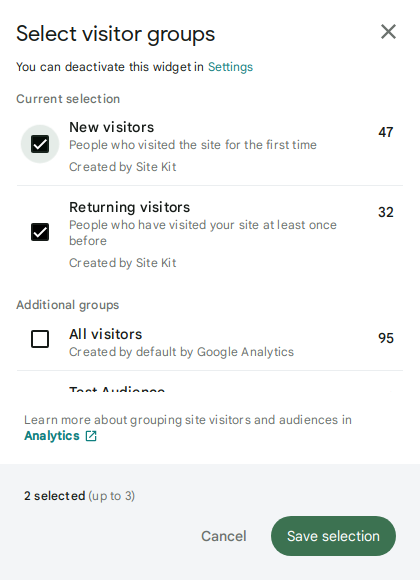 Select visitor groups
You can deactivate this widget in Settings
Current selection
New visitors
47
People who visited the site for the first time
Created by Site Kit
Returning visitors
32
People who have visited your site at least once
before
Created by Site Kit
Additional groups
All visitors
95
Created by default by Google Analytics
Test Audience
Learn more about grouping site visitors and audiences in
Analytics
2 selected (up to 3)
Cancel
Save selection